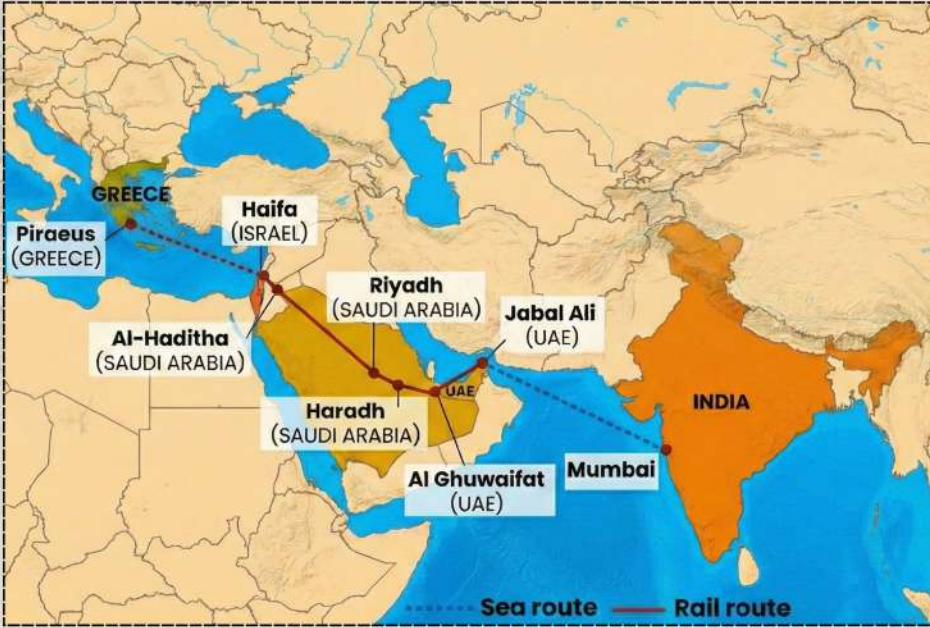 GREECE
Haifa
(ISRAEL)
Piraeus
(GREECE)
Riyadh
(SAUDI ARABIA)
Jabal Ali
(UAE)
Al-Haditha
(SAUDI ARABIA)
UAE
INDIA
Haradh
(SAUDI ARABIA)
Al Ghuwaifat
(UAE)
Mumbai
Sea route
Rail route